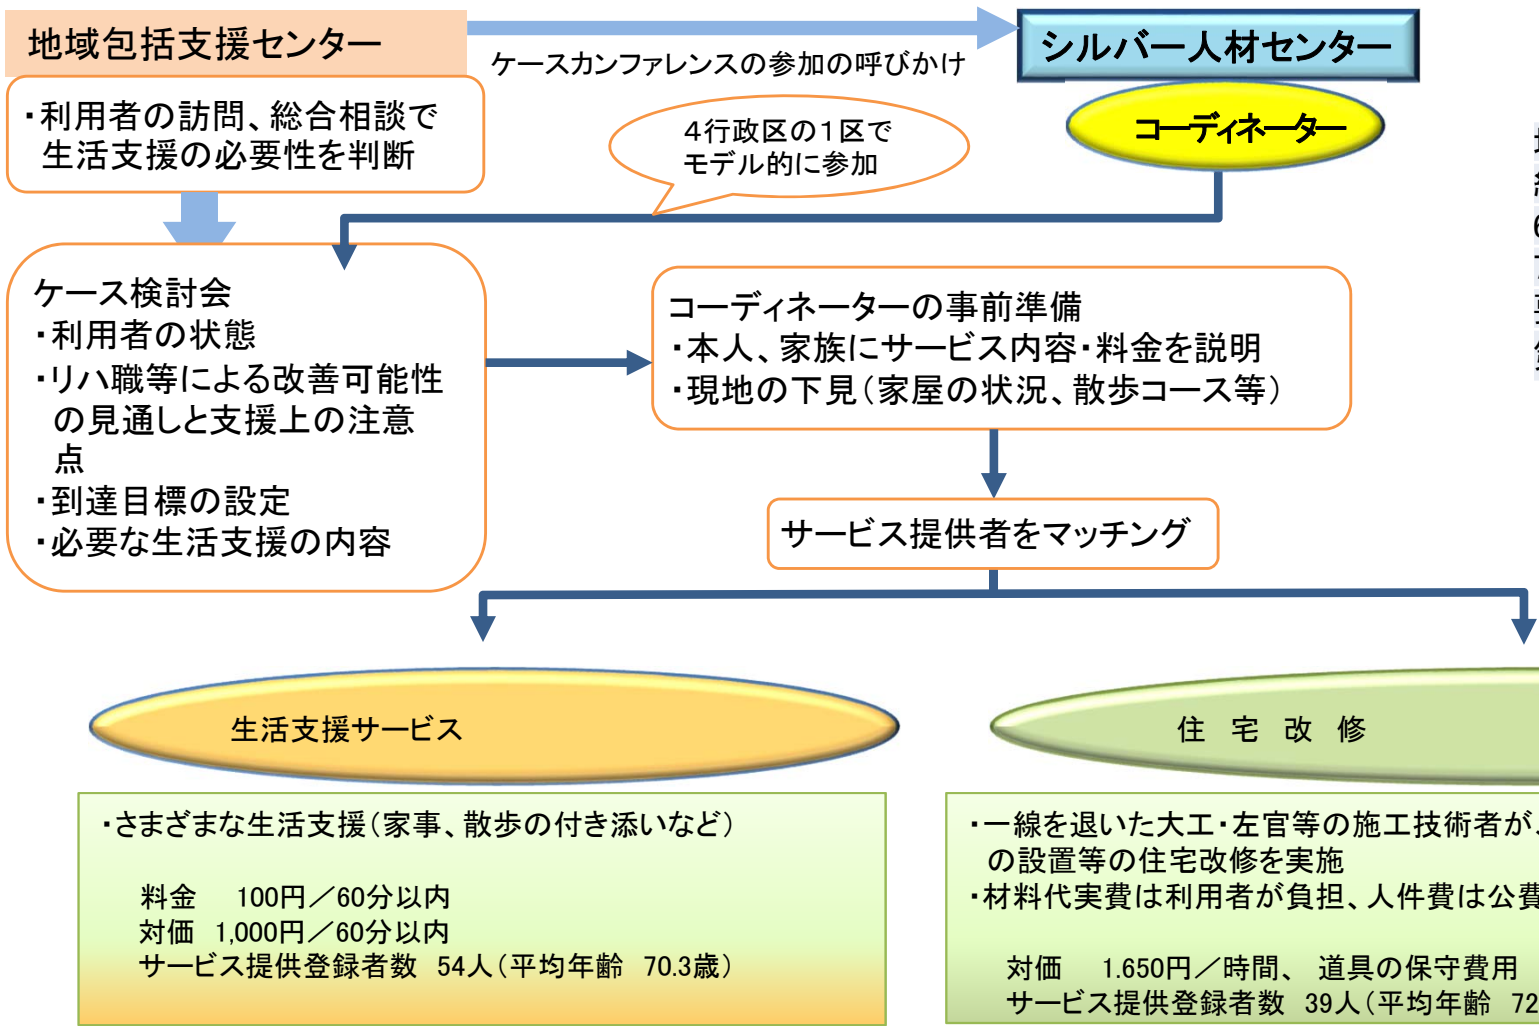 地域包括支援センター
ケースカンファレンスの参加の呼びかけ
シルバー人材センター
コーディネーター
・利用者の訪問、総合相談で
生活支援の必要性を判断
4行政区の1区で
モデル的に参加
ケース検討会
・利用者の状態
・リハ職等による改善可能性
の見通しと支援上の注意
点
・到達目標の設定
・必要な生活支援の内容
コーディネーターの事前準備
・本人、家族にサービス内容・料金を説明
・現地の下見（家屋の状況、散歩コース等）
サービス提供者をマッチング
生活支援サービス
・さまざまな生活支援（家事、散歩の付き添いなど）
料金　100円／60分以内
対価　1,000円／60分以内
サービス提供登録者数　54人（平均年齢　70.3歳）
住　宅　改　修
・一線を退いた大工・左官等の施工技術者が、
の設置等の住宅改修を実施
・材料代実費は利用者が負担、人件費は公費
対価　1.650円／時間、 道具の保守費用
サービス提供登録者数　39人（平均年齢　72